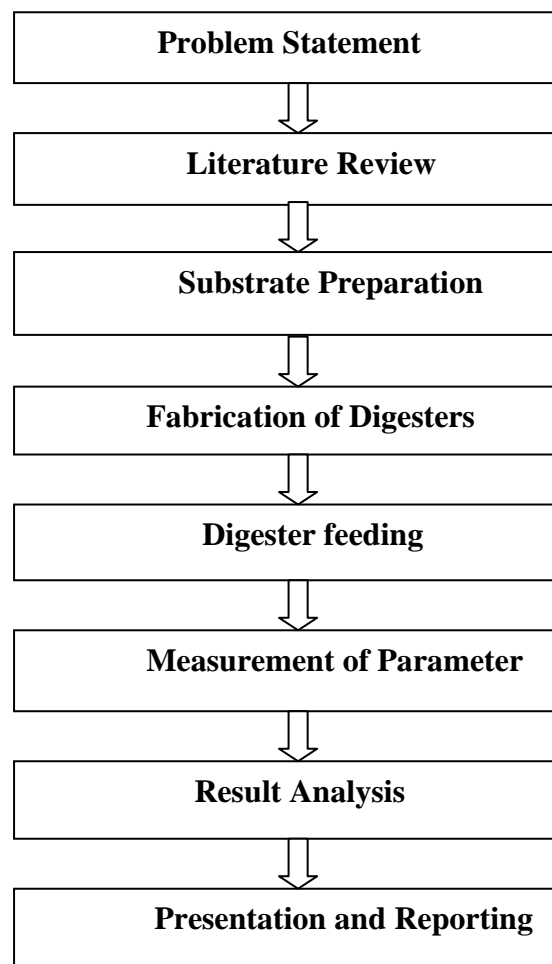 Problem Statement
Literature Review
Substrate Preparation
Fabrication of Digesters
Digester feeding
Measurement of Parameter
Result Analysis
Presentation and Reporting